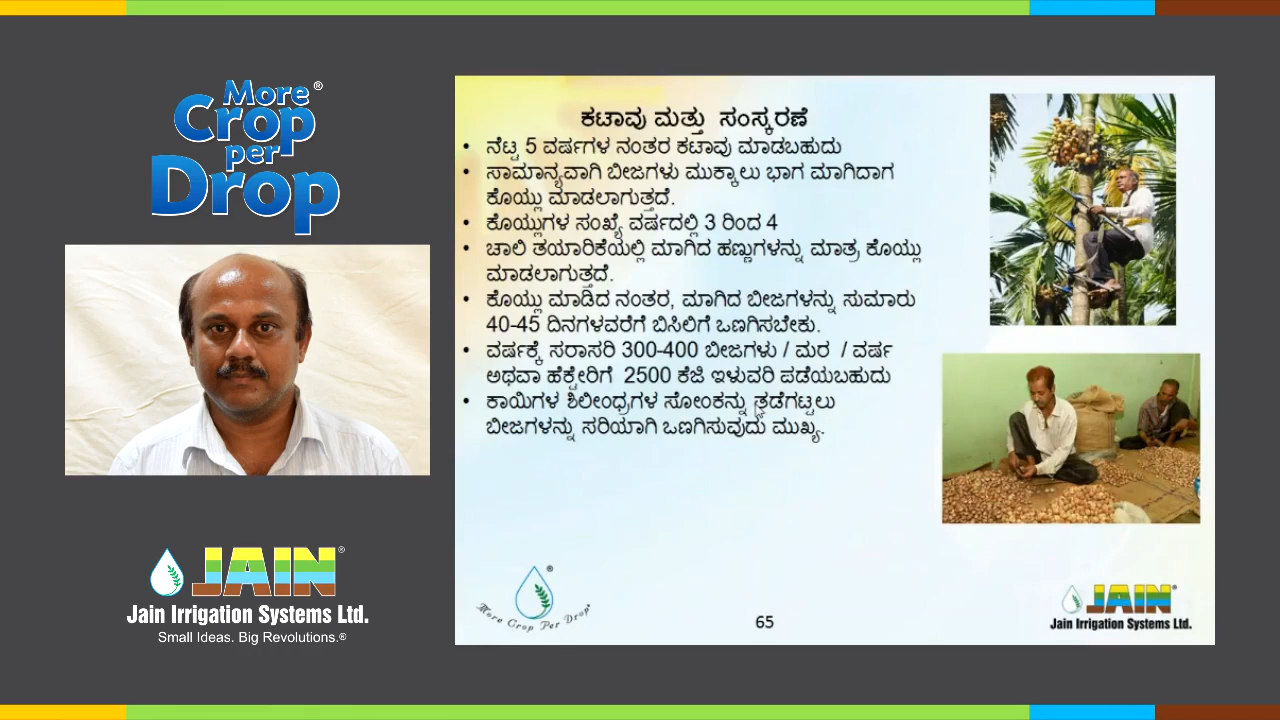 More
Crop
per
Drop
®
JAIN®
Jain Irrigation Systems Ltd.
Small Ideas. Big Revolutions.®
ಕಟಾವು ಮತ್ತು ಸಂಸ್ಕರಣೆ
• ನೆಟ್ಟ 5 ವರ್ಷಗಳ ನಂತರ ಕಟಾವು ಮಾಡಬಹುದು
• ಸಾಮಾನ್ಯವಾಗಿ ಬೀಜಗಳು ಮುಕ್ಕಾಲು ಭಾಗ ಮಾಗಿದಾಗ
ಕೊಯ್ಲು ಮಾಡಲಾಗುತ್ತದೆ.
• ಕೊಯ್ಲುಗಳ ಸಂಖ್ಯೆ ವರ್ಷದಲ್ಲಿ 3 ರಿಂದ 4
• ಚಾಲಿ ತಯಾರಿಕೆಯಲ್ಲಿ ಮಾಗಿದ ಹಣ್ಣುಗಳನ್ನು ಮಾತ್ರ ಕೊಯ್ಲು
ಮಾಡಲಾಗುತ್ತದೆ.
• ಕೊಯ್ಲು ಮಾಡಿದ ನಂತರ, ಮಾಗಿದ ಬೀಜಗಳನ್ನು ಸುಮಾರು
40-45 ದಿನಗಳವರೆಗೆ ಬಿಸಿಲಿಗೆ ಒಣಗಿಸಬೇಕು.
• ವರ್ಷಕ್ಕೆ ಸರಾಸರಿ 300-400 ಬೀಜಗಳು / ಮರ / ವರ್ಷ
ಅಥವಾ ಹೆಕ್ಟೇರಿಗೆ 2500 ಕೆಜಿ ಇಳುವರಿ ಪಡೆಯಬಹುದು
• ಕಾಯಿಗಳ ಶಿಲೀಂಧ್ರಗಳ ಸೋಂಕನ್ನು
ಬೀಜಗಳನ್ನು ಸರಿಯಾಗಿ ಒಣಗಿಸುವುದು ಮುಖ್ಯ.
More Crop Per Drop®
65
JAIN®
Jain Irrigation Systems Ltd.